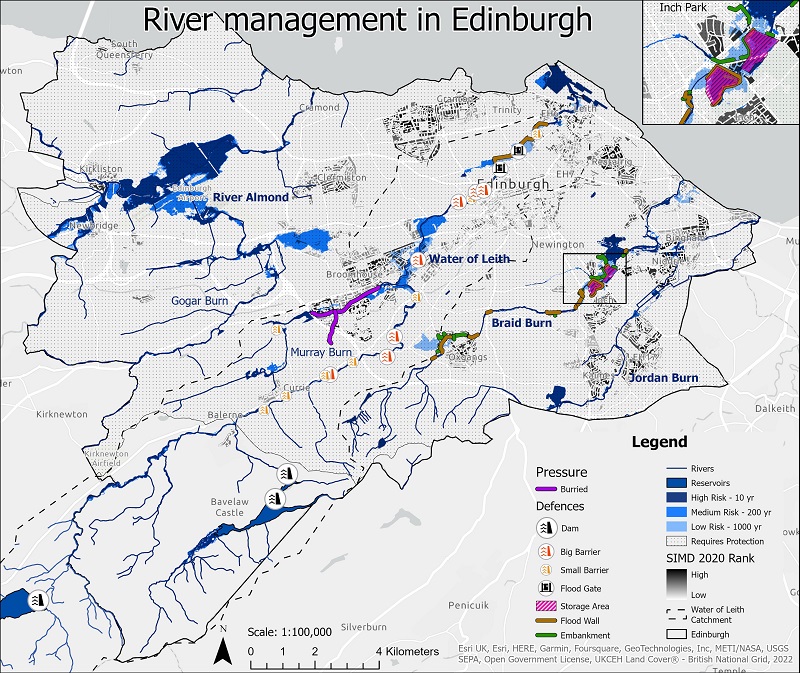 River management in Edinburgh
Inch Park
South
Queensferry
Cramond
Trinity
Leith
Kirkliston
Clermiston
Restalrig
EH7
Edinburgh
Edinburgh
Airport
River Almond
Newbridge
Newington
Bingham
Water of Leith
Broomhouse
Inch
Gogar Burn
Braid Burn
Murray Burn
Oxgangs
Jordan Burn
Currie
Kirknewton
Balerno
Dalkeith
Kirknewton
Airfield
Bavelaw
Castle
Penicuik
Silverburn
Temple
N
Scale: 1:100,000
0 1 2 4 Kilometers
Legend
Pressure
Buried
Defences
Dam
Big Barrier
Small Barrier
Flood Gate
Storage Area
Flood Wall
Embankment
Rivers
Reservoirs
High Risk - 10 yr
Medium Risk - 200 yr
Low Risk - 1000 yr
Requires Protection
SIMD 2020 Rank
High
Low
Water of Leith
Catchment
Edinburgh
Esri UK, Esri, HERE, Garmin, Foursquare, GeoTechnologies, Inc, METI/NASA, USGS
SEPA, Open Government License, UKCEH Land Cover® - British National Grid, 2022